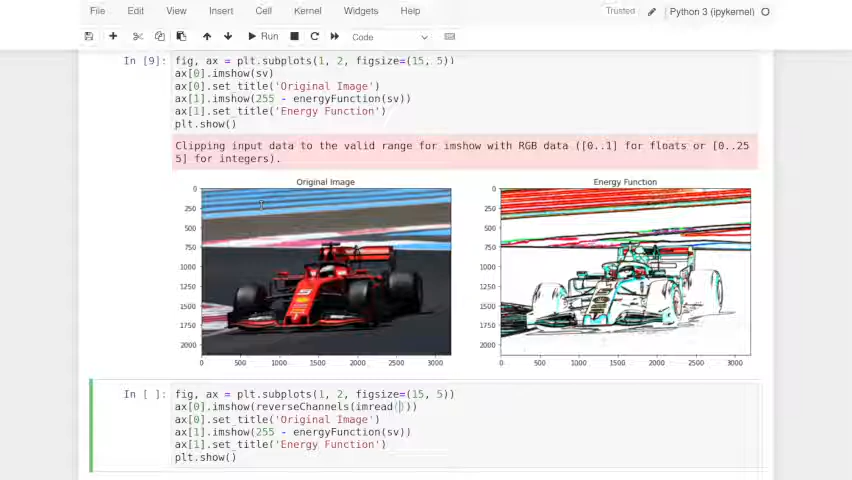 File Edit View Insert Cell Kernel Widgets Help Trusted Python 3 (ipykernel)
Run Code
In [9]: fig, ax = plt.subplots(1, 2, figsize=(15, 5))
ax[0].imshow(sv)
ax[0].set_title('Original Image')
ax[1].imshow(255 - energyFunction(sv))
ax[1].set_title('Energy Function')
plt.show()
Clipping input data to the valid range for imshow with RGB data ([0..1] for floats or [0..25
5] for integers).
Original Image
0
250
500
750
1000
1250
1500
1750
2000
0 500 1000 1500 2000 2500 3000
Energy Function
0
250
500
750
1000
1250
1500
1750
2000
0 500 1000 1500 2000 2500 3000
In [ ]: fig, ax = plt.subplots(1, 2, figsize=(15, 5))
ax[0].imshow(reverseChannels(imread()))
ax[0].set_title('Original Image')
ax[1].imshow(255 - energyFunction(sv))
ax[1].set_title('Energy Function')
plt.show()